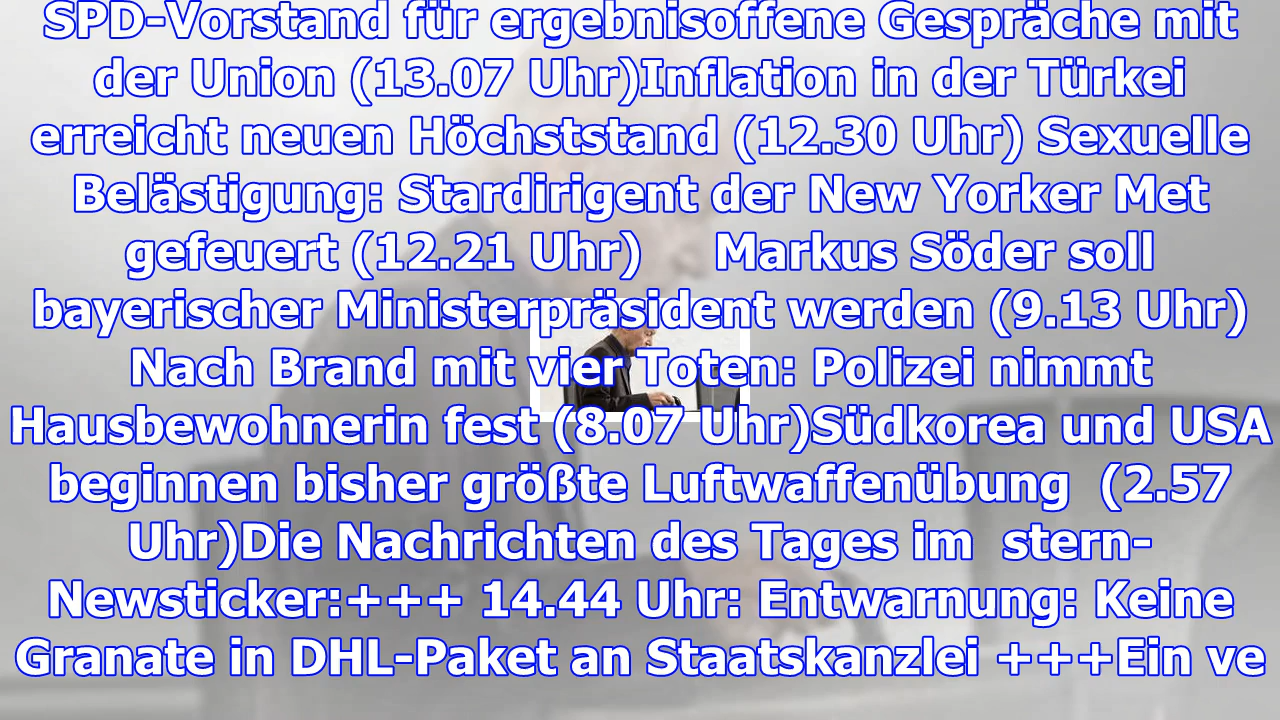 SPD-Vorstand für ergebnisoffene Gespräche mit
der Union (13.07 Uhr)Inflation in der Türkei
erreicht neuen Höchststand (12.30 Uhr) Sexuelle
Belästigung: Stardirigent der New Yorker Met
gefeuert (12.21 Uhr)     Markus Söder soll
bayerischer Ministerpräsident werden (9.13 Uhr)
Nach Brand mit vier Toten: Polizei nimmt
Hausbewohnerin fest (8.07 Uhr)Südkorea und USA
beginnen bisher größte Luftwaffenübung  (2.57
Uhr)Die Nachrichten des Tages im  stern-
Newsticker:+++ 14.44 Uhr: Entwarnung: Keine
Granate in DHL-Paket an Staatskanzlei +++Ein ve